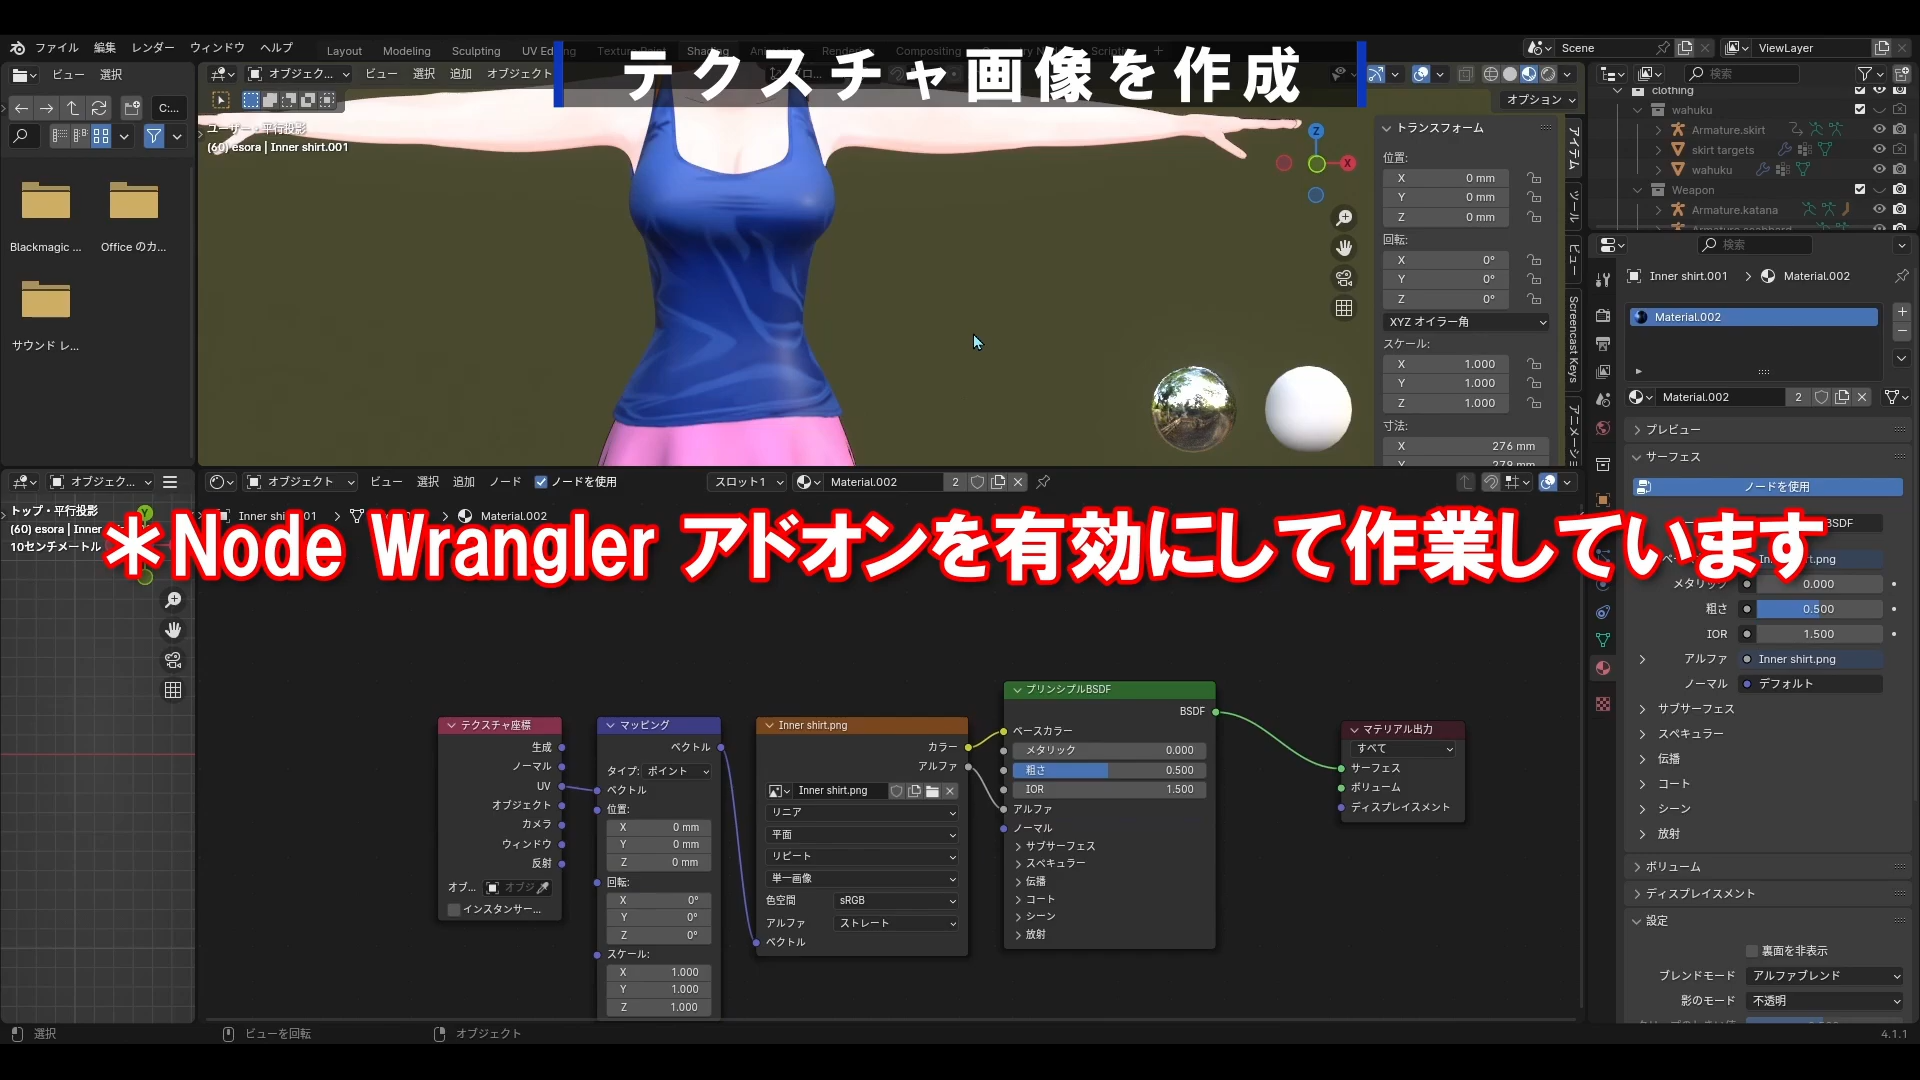 ファイル 編集 レンダー ウィンドウ ヘルプ Layout Modeling Sculpting Shading Compositing Scene ViewLayer
テクスチャ画像を作成
ビュー 選択
オブジェク... ビュー 選択 追加 オブジェクト
オプション
検索
C:...
ユーザー・平行投影
(60) esora | Inner shirt.001
Blackmagic ...
Office のカ...
サウンド レ...
トランスフォーム
位置:
X 0 mm
Y 0 mm
Z 0 mm
回転:
X 0°
Y 0°
Z 0°
XYZ オイラー角
スケール:
X 1.000
Y 1.000
Z 1.000
寸法:
X 276 mm
アイテム
ツール
ビュー
Screencast Keys
Z
X
clothing
wahuku
Armature.skirt
skirt targets
wahuku
Weapon
Armature.katana
検索
Inner shirt.001 > Material.002
Material.002
Material.002 2
プレビュー
サーフェス
ノードを使用
BSDF
メタリック 0.000
粗さ 0.500
IOR 1.500
アルファ Inner shirt.png
ノーマル デフォルト
サブサーフェス
スペキュラー
伝播
コート
シーン
放射
ボリューム
ディスプレイスメント
設定
裏面を非表示
ブレンドモード アルファブレンド
影のモード 不透明
オブジェク...
トップ・平行投影
(60) esora | Inner
10センチメートル
オブジェクト ビュー 選択 追加 ノード ノードを使用 スロット1 Material.002 2
Material.002
＊Node Wrangler アドオンを有効にして作業しています
テクスチャ座標
生成
ノーマル
UV
オブジェクト
カメラ
ウィンドウ
反射
オブ... オブジ
インスタンサー...
マッピング
ベクトル
タイプ: ポイント
ベクトル
位置:
X 0 mm
Y 0 mm
Z 0 mm
回転:
X 0°
Y 0°
Z 0°
スケール:
X 1.000
Y 1.000
Z 1.000
Inner shirt.png
カラー
アルファ
Inner shirt.png
リニア
平面
リピート
単一画像
色空間 sRGB
アルファ ストレート
ベクトル
プリンシプルBSDF
BSDF
ベースカラー
メタリック 0.000
粗さ 0.500
IOR 1.500
アルファ
ノーマル
サブサーフェス
スペキュラー
伝播
コート
シーン
放射
マテリアル出力
すべて
サーフェス
ボリューム
ディスプレイスメント
選択 ビューを回転 オブジェクト 4.1.1